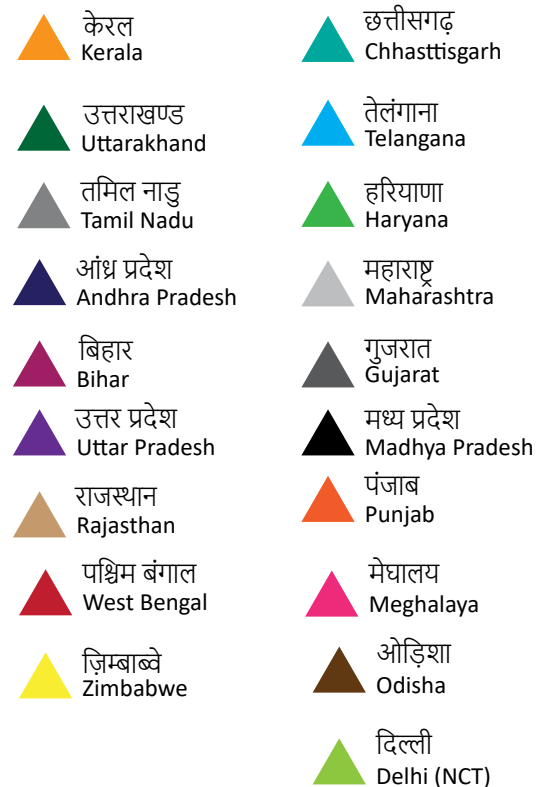 केरल
Kerala
उत्तराखण्ड
Uttarakhand
तमिल नाडु
Tamil Nadu
आंध्र प्रदेश
Andhra Pradesh
बिहार
Bihar
उत्तर प्रदेश
Uttar Pradesh
राजस्थान
Rajasthan
पश्चिम बंगाल
West Bengal
ज़िम्बाब्वे
Zimbabwe
छत्तीसगढ़
Chhasttisgarh
तेलंगाना
Telangana
हरियाणा
Haryana
महाराष्ट्र
Maharashtra
गुजरात
Gujarat
मध्य प्रदेश
Madhya Pradesh
पंजाब
Punjab
मेघालय
Meghalaya
ओड़िशा
Odisha
दिल्ली
Delhi (NCT)